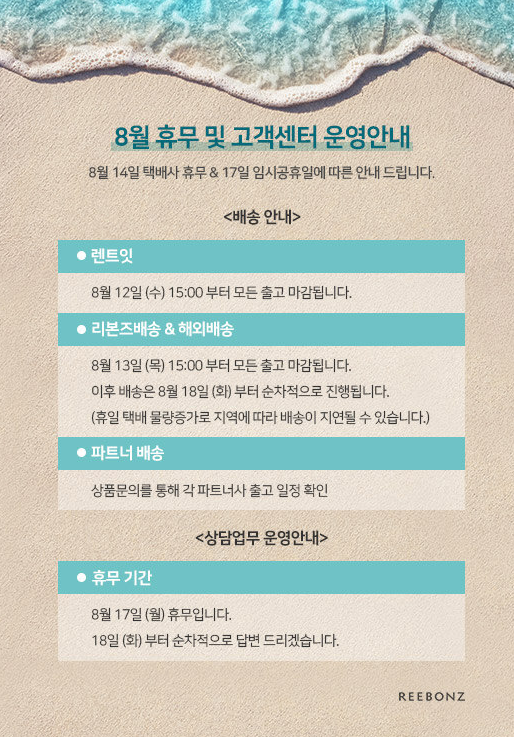 8월 휴무 및 고객센터 운영안내
8월 14일 택배사 휴무 & 17일 임시공휴일에 따른 안내 드립니다.
<배송 안내>
● 렌트잇
8월 12일 (수) 15:00 부터 모든 출고 마감됩니다.
● 리본즈배송 & 해외배송
8월 13일 (목) 15:00 부터 모든 출고 마감됩니다.
이후 배송은 8월 18일 (화) 부터 순차적으로 진행됩니다.
(휴일 택배 물량증가로 지역에 따라 배송이 지연될 수 있습니다.)
● 파트너 배송
상품문의를 통해 각 파트너사 출고 일정 확인
<상담업무 운영안내>
● 휴무 기간
8월 17일 (월) 휴무입니다.
18일 (화) 부터 순차적으로 답변 드리겠습니다.
REEBONZ